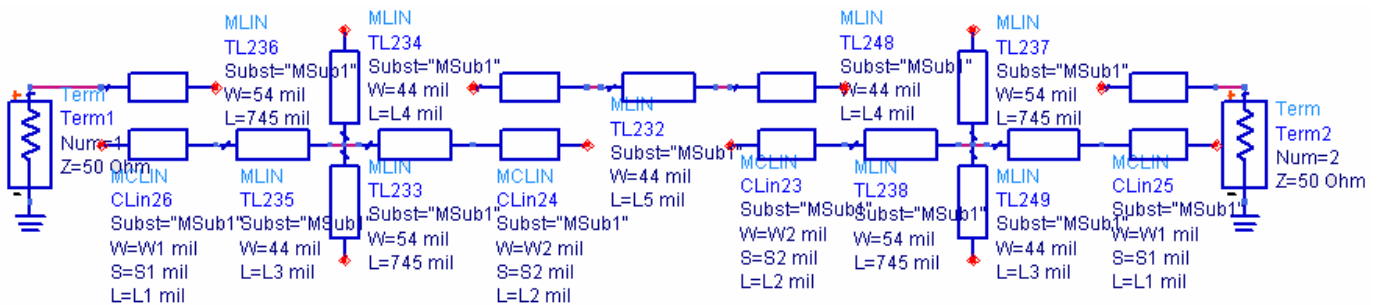 MLIN
TL236
Subst="MSub1"
W=54 mil
L=745 mil
MLIN
TL234
Subst="MSub1"
W=44 mil
L=L4 mil
MLIN
TL248
Subst="MSub1"
W=44 mil
L=L4 mil
MLIN
TL237
Subst="MSub1"
W=54 mil
L=745 mil
Term
Term1
Num=1
Z=50 Ohm
MLIN
TL232
Subst="MSub1"
W=44 mil
L=L5 mil
Term
Term2
Num=2
Z=50 Ohm
MCLIN
CLin26
Subst="MSub1"
W=W1 mil
S=S1 mil
L=L1 mil
MLIN
TL235
Subst="MSub1"
W=44 mil
L=L3 mil
MLIN
TL233
Subst="MSub1"
W=54 mil
L=745 mil
MCLIN
CLin24
Subst="MSub1"
W=W2 mil
S=S2 mil
L=L2 mil
MCLIN
CLin23
Subst="MSub1"
W=W2 mil
S=S2 mil
L=L2 mil
MLIN
TL238
Subst="MSub1"
W=54 mil
L=745 mil
MLIN
TL249
Subst="MSub1"
W=44 mil
L=L3 mil
MCLIN
CLin25
Subst="MSub1"
W=W1 mil
S=S1 mil
L=L1 mil